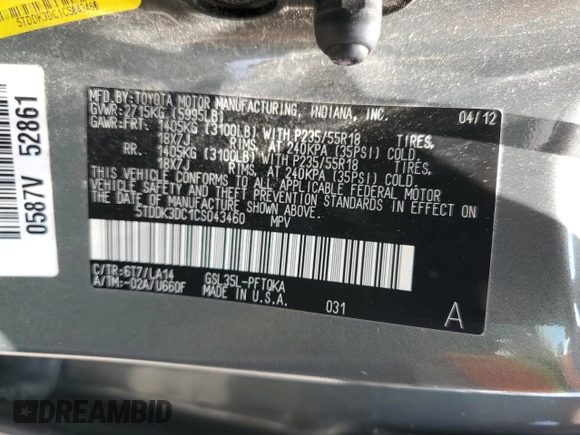 5TDDK3DC1CS043460
0587V 52861
MFD.BY:TOYOTA MOTOR MANUFACTURING, INDIANA, INC. 04/12
GVWR:2715KG (5995LB)
GAWR:FRT. 1405KG (3100LB) WITH P235/55R18 TIRES,
18X7J RIMS, AT 240KPA (35PSI) COLD.
RR. 1405KG (3100LB) WITH P235/55R18 TIRES,
18X7J RIMS, AT 240KPA (35PSI) COLD.
THIS VEHICLE CONFORMS TO ALL APPLICABLE FEDERAL MOTOR
VEHICLE SAFETY AND THEFT PREVENTION STANDARDS IN EFFECT ON
THE DATE OF MANUFACTURE SHOWN ABOVE.
5TDDK3DC1CS043460 MPV
C/TR:6T7/LA14 GSL35L-PFTQKA
A/TM:-02A/U660F MADE IN U.S.A. 031 A
DREAMBID